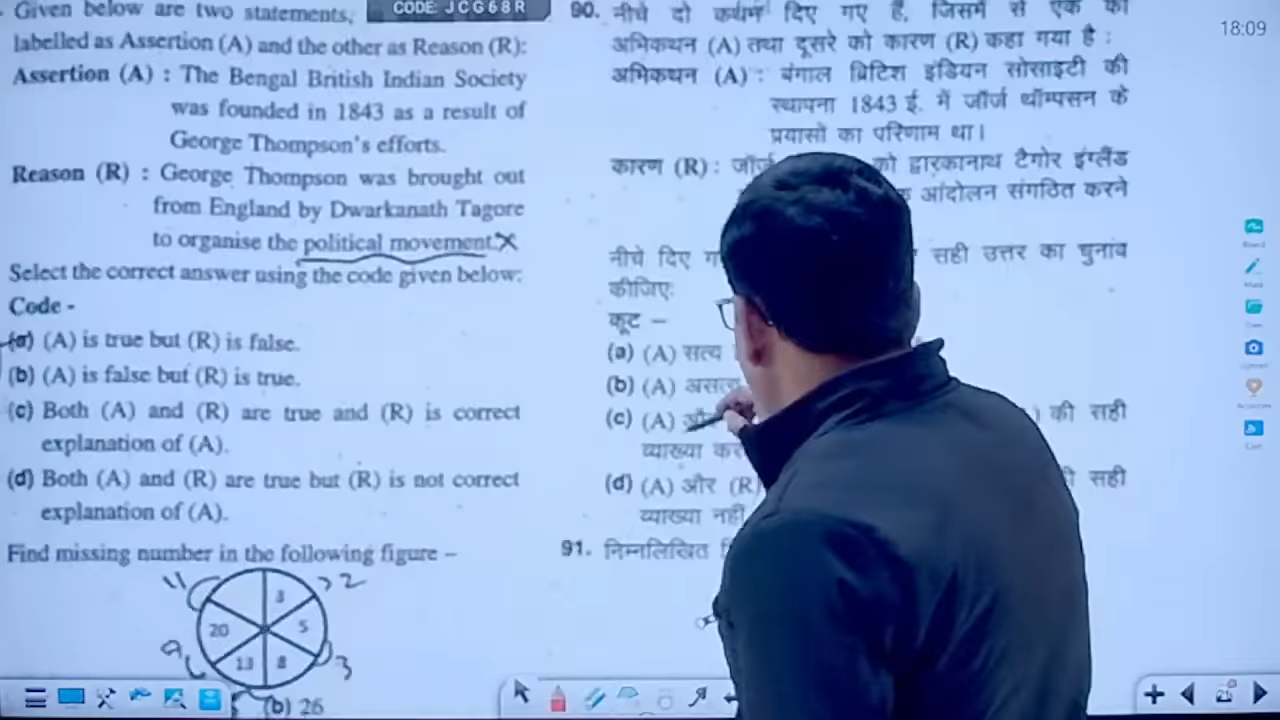 Given below are two statements,
CODE: JCG68R
labelled as Assertion (A) and the other as Reason (R):
Assertion (A) : The Bengal British Indian Society
was founded in 1843 as a result of
George Thompson's efforts.
Reason (R) : George Thompson was brought out
from England by Dwarkanath Tagore
to organise the political movement.
Select the correct answer using the code given below:
Code -
(a) (A) is true but (R) is false.
(b) (A) is false but (R) is true.
(c) Both (A) and (R) are true and (R) is correct
explanation of (A).
(d) Both (A) and (R) are true but (R) is not correct
explanation of (A).
Find missing number in the following figure –
11
3
2
20
5
9
13
8
3
(b) 26
90. नीचे दो कथन दिए गए हैं, जिसमें से एक को
अभिकथन (A) तथा दूसरे को कारण (R) कहा गया है :
अभिकथन (A) : बंगाल ब्रिटिश इंडियन सोसाइटी की
स्थापना 1843 ई. में जॉर्ज थॉम्पसन के
प्रयासों का परिणाम था।
कारण (R) : जॉर्ज को द्वारकानाथ टैगोर इंग्लैंड
आंदोलन संगठित करने
नीचे दिए सही उत्तर का चुनाव
कीजिए:
कूट –
(a) (A) सत्य
(b) (A) असत्य
(c) (A) और की सही
व्याख्या
(d) (A) और (R) सही
व्याख्या नहीं
91. निम्नलिखित
18:09